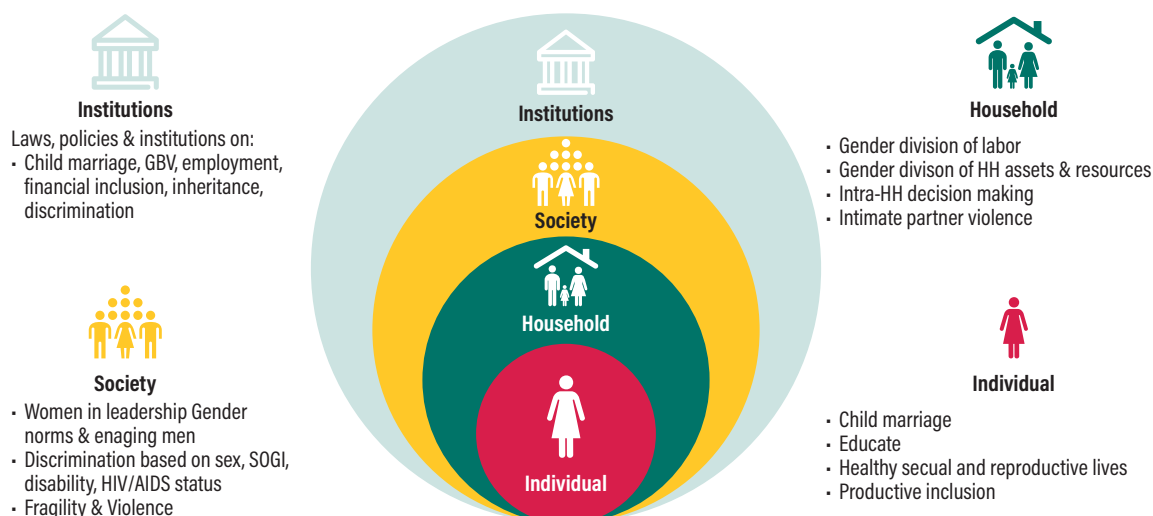 Institutions
Laws, policies & institutions on:
· Child marriage, GBV, employment,
financial inclusion, inheritance,
discrimination
Society
· Women in leadership Gender
norms & enaging men
· Discrimination based on sex, SOGI,
disability, HIV/AIDS status
· Fragility & Violence
Institutions
Society
Household
Individual
Household
· Gender division of labor
· Gender divison of HH assets & resources
· Intra-HH decision making
· Intimate partner violence
Individual
· Child marriage
· Educate
· Healthy secual and reproductive lives
· Productive inclusion